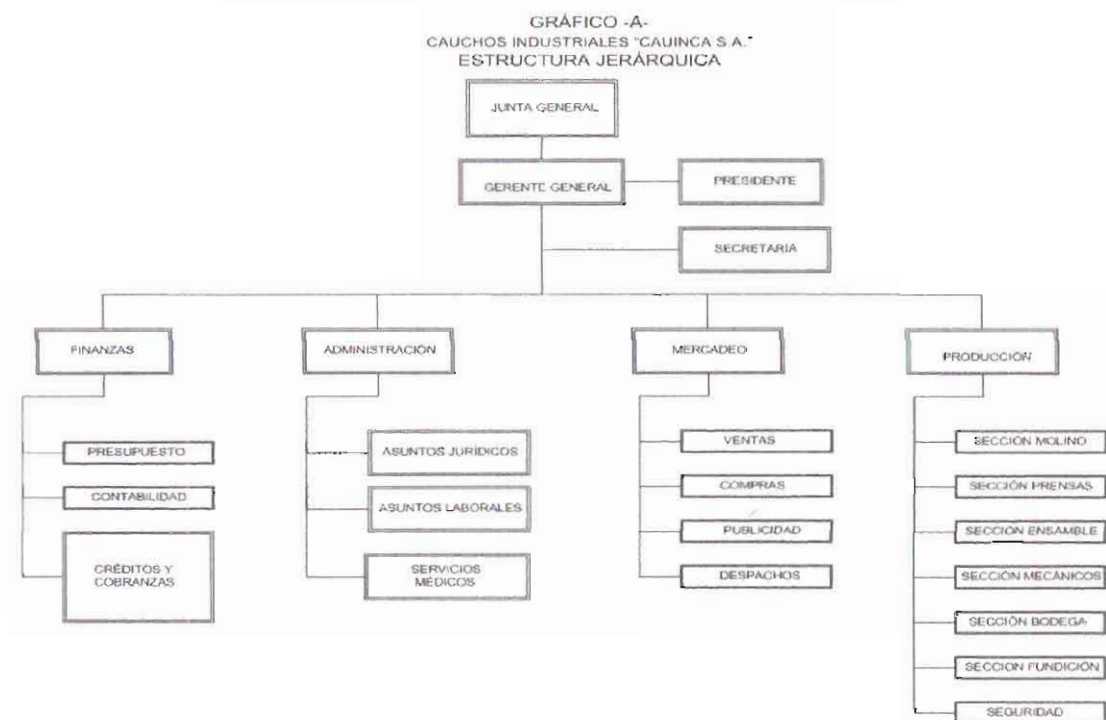 GRÁFICO -A-
CAUCHOS INDUSTRIALES "CAUINCA S A."
ESTRUCTURA JERÁRQUICA
JUNTA GENERAL
GERENTE GENERAL
PRESIDENTE
SECRETARIA
FINANZAS
ADMINISTRACIÓN
MERCADEO
PRODUCCIÓN
PRESUPUESTO
CONTABILIDAD
CRÉDITOS Y
COBRANZAS
ASUNTOS JURÍDICOS
ASUNTOS LABORALES
SERVICIOS
MÉDICOS
VENTAS
COMPRAS
PUBLICIDAD
DESPACHOS
SECCIÓN MOLINO
SECCIÓN PRENSAS
SECCIÓN ENSAMBLE
SECCIÓN MECÁNICOS
SECCIÓN BODEGA
SECCION FUNDICIÓN
SEGURIDAD